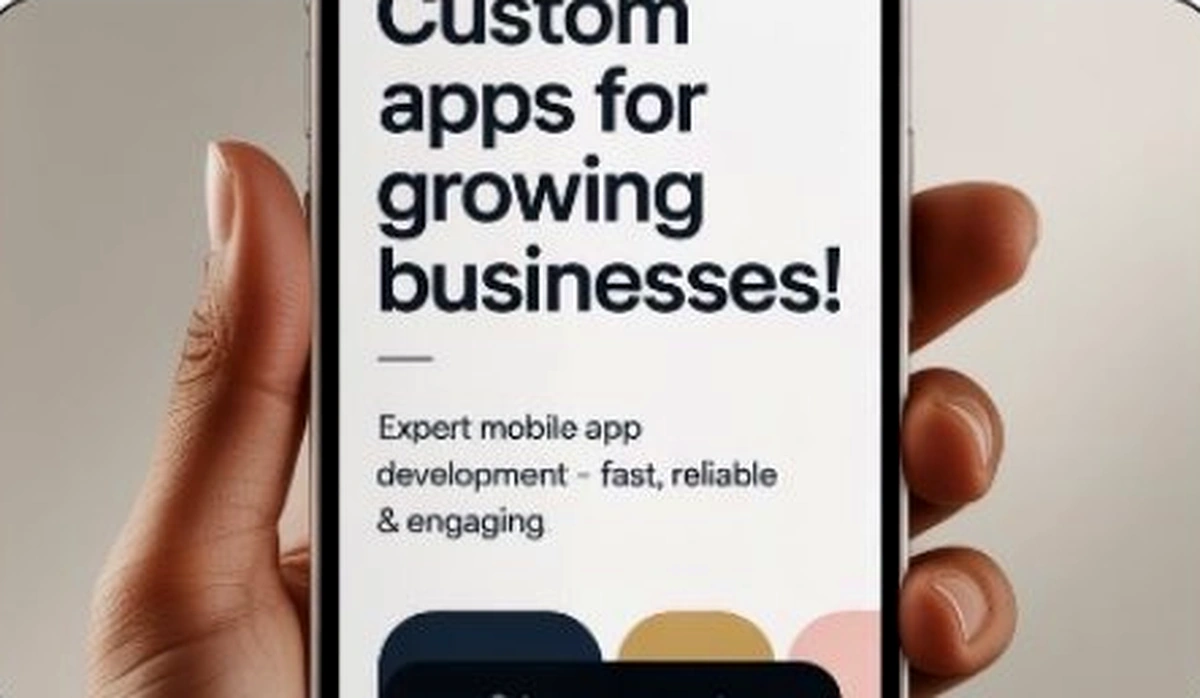 Custom
apps for
growing
businesses!
Expert mobile app
development - fast, reliable
& engaging